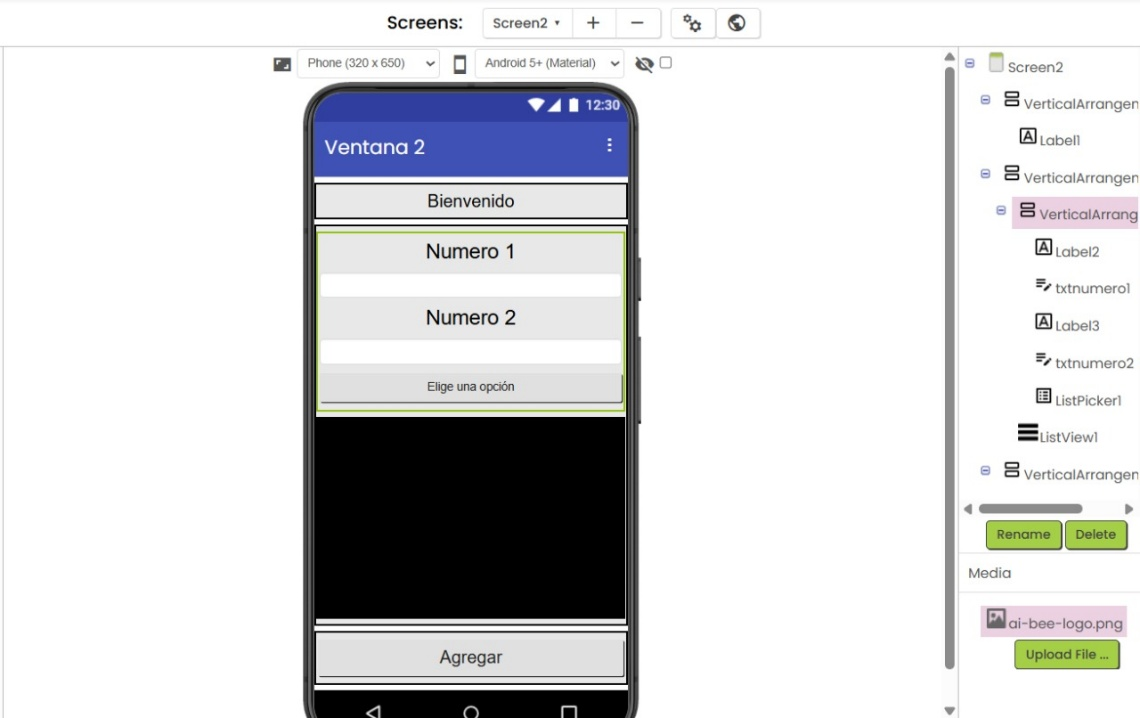 Screens:
Screen2
Phone (320 x 650)
Android 5+ (Material)
12:30
Ventana 2
Bienvenido
Numero 1
Numero 2
Elige una opción
Agregar
Screen2
VerticalArrangen
Label1
VerticalArrangen
VerticalArrang
Label2
txtnumero1
Label3
txtnumero2
ListPicker1
ListView1
VerticalArrangen
Rename
Delete
Media
ai-bee-logo.png
Upload File ...